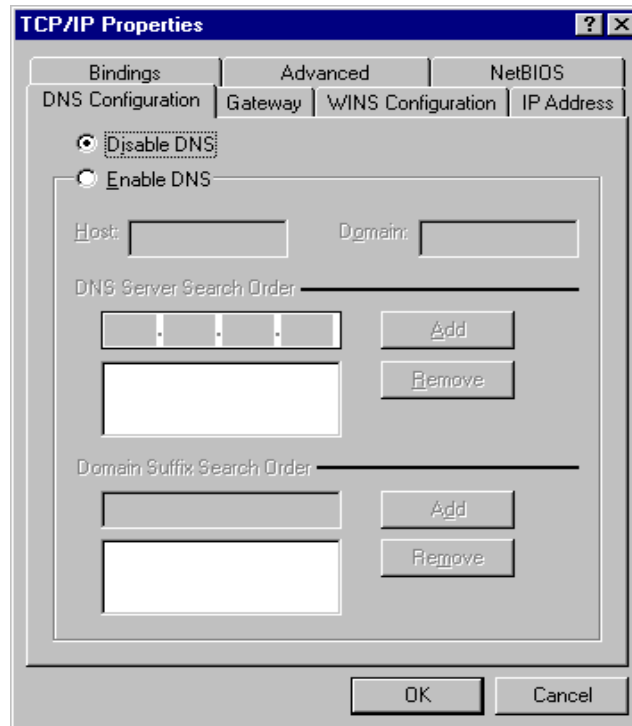 TCP/IP Properties
Bindings Advanced NetBIOS
DNS Configuration Gateway WINS Configuration IP Address
Disable DNS
Enable DNS
Host: Domain:
DNS Server Search Order
. . . Add
Remove
Domain Suffix Search Order
Add
Remove
OK Cancel